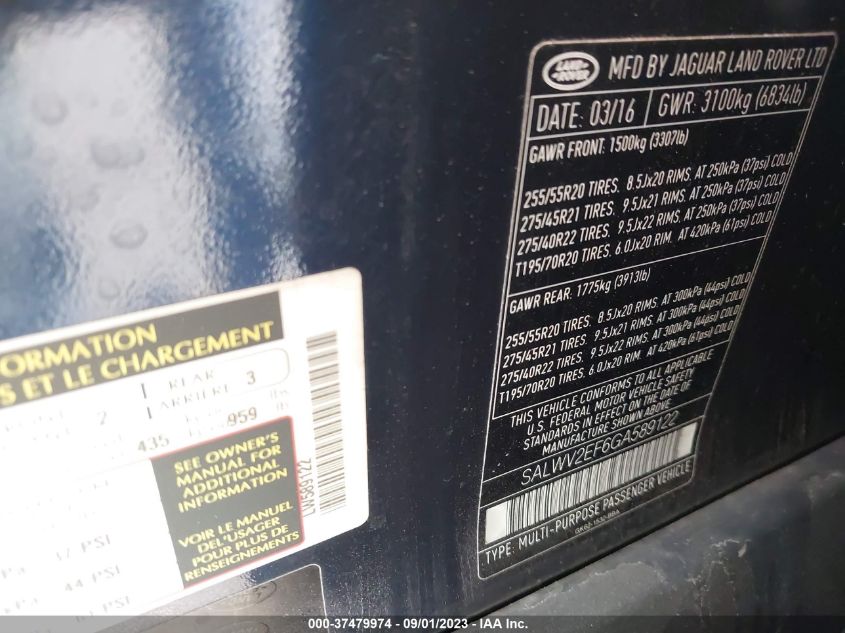 LAND-
ROVER
MFD BY JAGUAR LAND ROVER LTD
DATE: 03/16
GWR: 3100kg (6834lb)
GAWR FRONT: 1500kg (3307lb)
255/55R20 TIRES. 8.5Jx20 RIMS. AT 250kPa (37psi) COLD
275/45R21 TIRES. 9.5Jx21 RIMS. AT 250kPa (37psi) COLD
275/40R22 TIRES. 9.5Jx22 RIMS. AT 250kPa (37psi) COLD
T195/70R20 TIRES. 6.0Jx20 RIM. AT 420kPa (61psi) COLD
GAWR REAR: 1775kg (3913lb)
255/55R20 TIRES. 8.5Jx20 RIMS. AT 300kPa (44psi) COLD
275/45R21 TIRES. 9.5Jx21 RIMS. AT 300kPa (44psi) COLD
275/40R22 TIRES. 9.5Jx22 RIMS. AT 300kPa (44psi) COLD
T195/70R20 TIRES. 6.0Jx20 RIM. AT 420kPa (61psi) COLD
THIS VEHICLE CONFORMS TO ALL APPLICABLE
U.S. FEDERAL MOTOR VEHICLE SAFETY
STANDARDS IN EFFECT ON THE DATE OF
MANUFACTURE SHOWN ABOVE
SALWV2EF6GA589122
TYPE: MULTI-PURPOSE PASSENGER VEHICLE
ORMATION
S ET LE CHARGEMENT
2
REAR
ARRIÈRE 3
435
959
lbs
lb
SEE OWNER'S
MANUAL FOR
ADDITIONAL
INFORMATION
VOIR LE MANUEL
DEL'USAGER
POUR PLUS DE
RENSEIGNEMENTS
37 PSI
44 PSI
PSI
LW589122
000-37479974 - 09/01/2023 - IAA Inc.